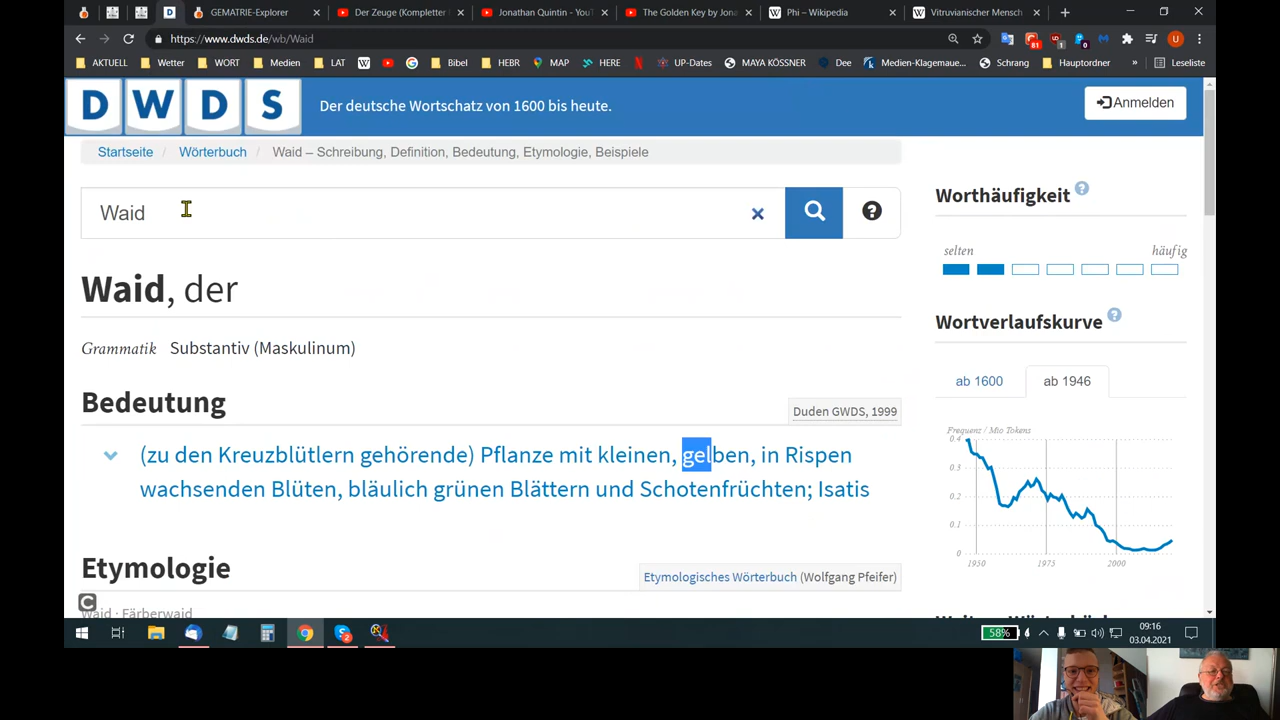 GEMATRIE-Explorer
Der Zeuge (Kompletter
Jonathan Quintin - YouT
The Golden Key by Jona
Phi – Wikipedia
Vitruvianischer Mensch
https://www.dwds.de/wb/Waid
AKTUELL Wetter WORT Medien LAT Bibel HEBR MAP HERE UP-Dates MAYA KÖSSNER Dee Medien-Klagemaue... Schrang Hauptordner » Leseliste
DWDS
Der deutsche Wortschatz von 1600 bis heute.
Anmelden
Startseite / Wörterbuch / Waid – Schreibung, Definition, Bedeutung, Etymologie, Beispiele
Waid
Worthäufigkeit
selten häufig
Waid, der
Wortverlaufskurve
Grammatik Substantiv (Maskulinum)
ab 1600 ab 1946
Bedeutung
Duden GWDS, 1999
(zu den Kreuzblütlern gehörende) Pflanze mit kleinen, gelben, in Rispen
wachsenden Blüten, bläulich grünen Blättern und Schotenfrüchten; Isatis
Frequenz / Mio Tokens
0.4
0.3
0.2
0.1
0
1950 1975 2000
Etymologie
Etymologisches Wörterbuch (Wolfgang Pfeifer)
Waid · Färberwaid
58%
09:16
03.04.2021